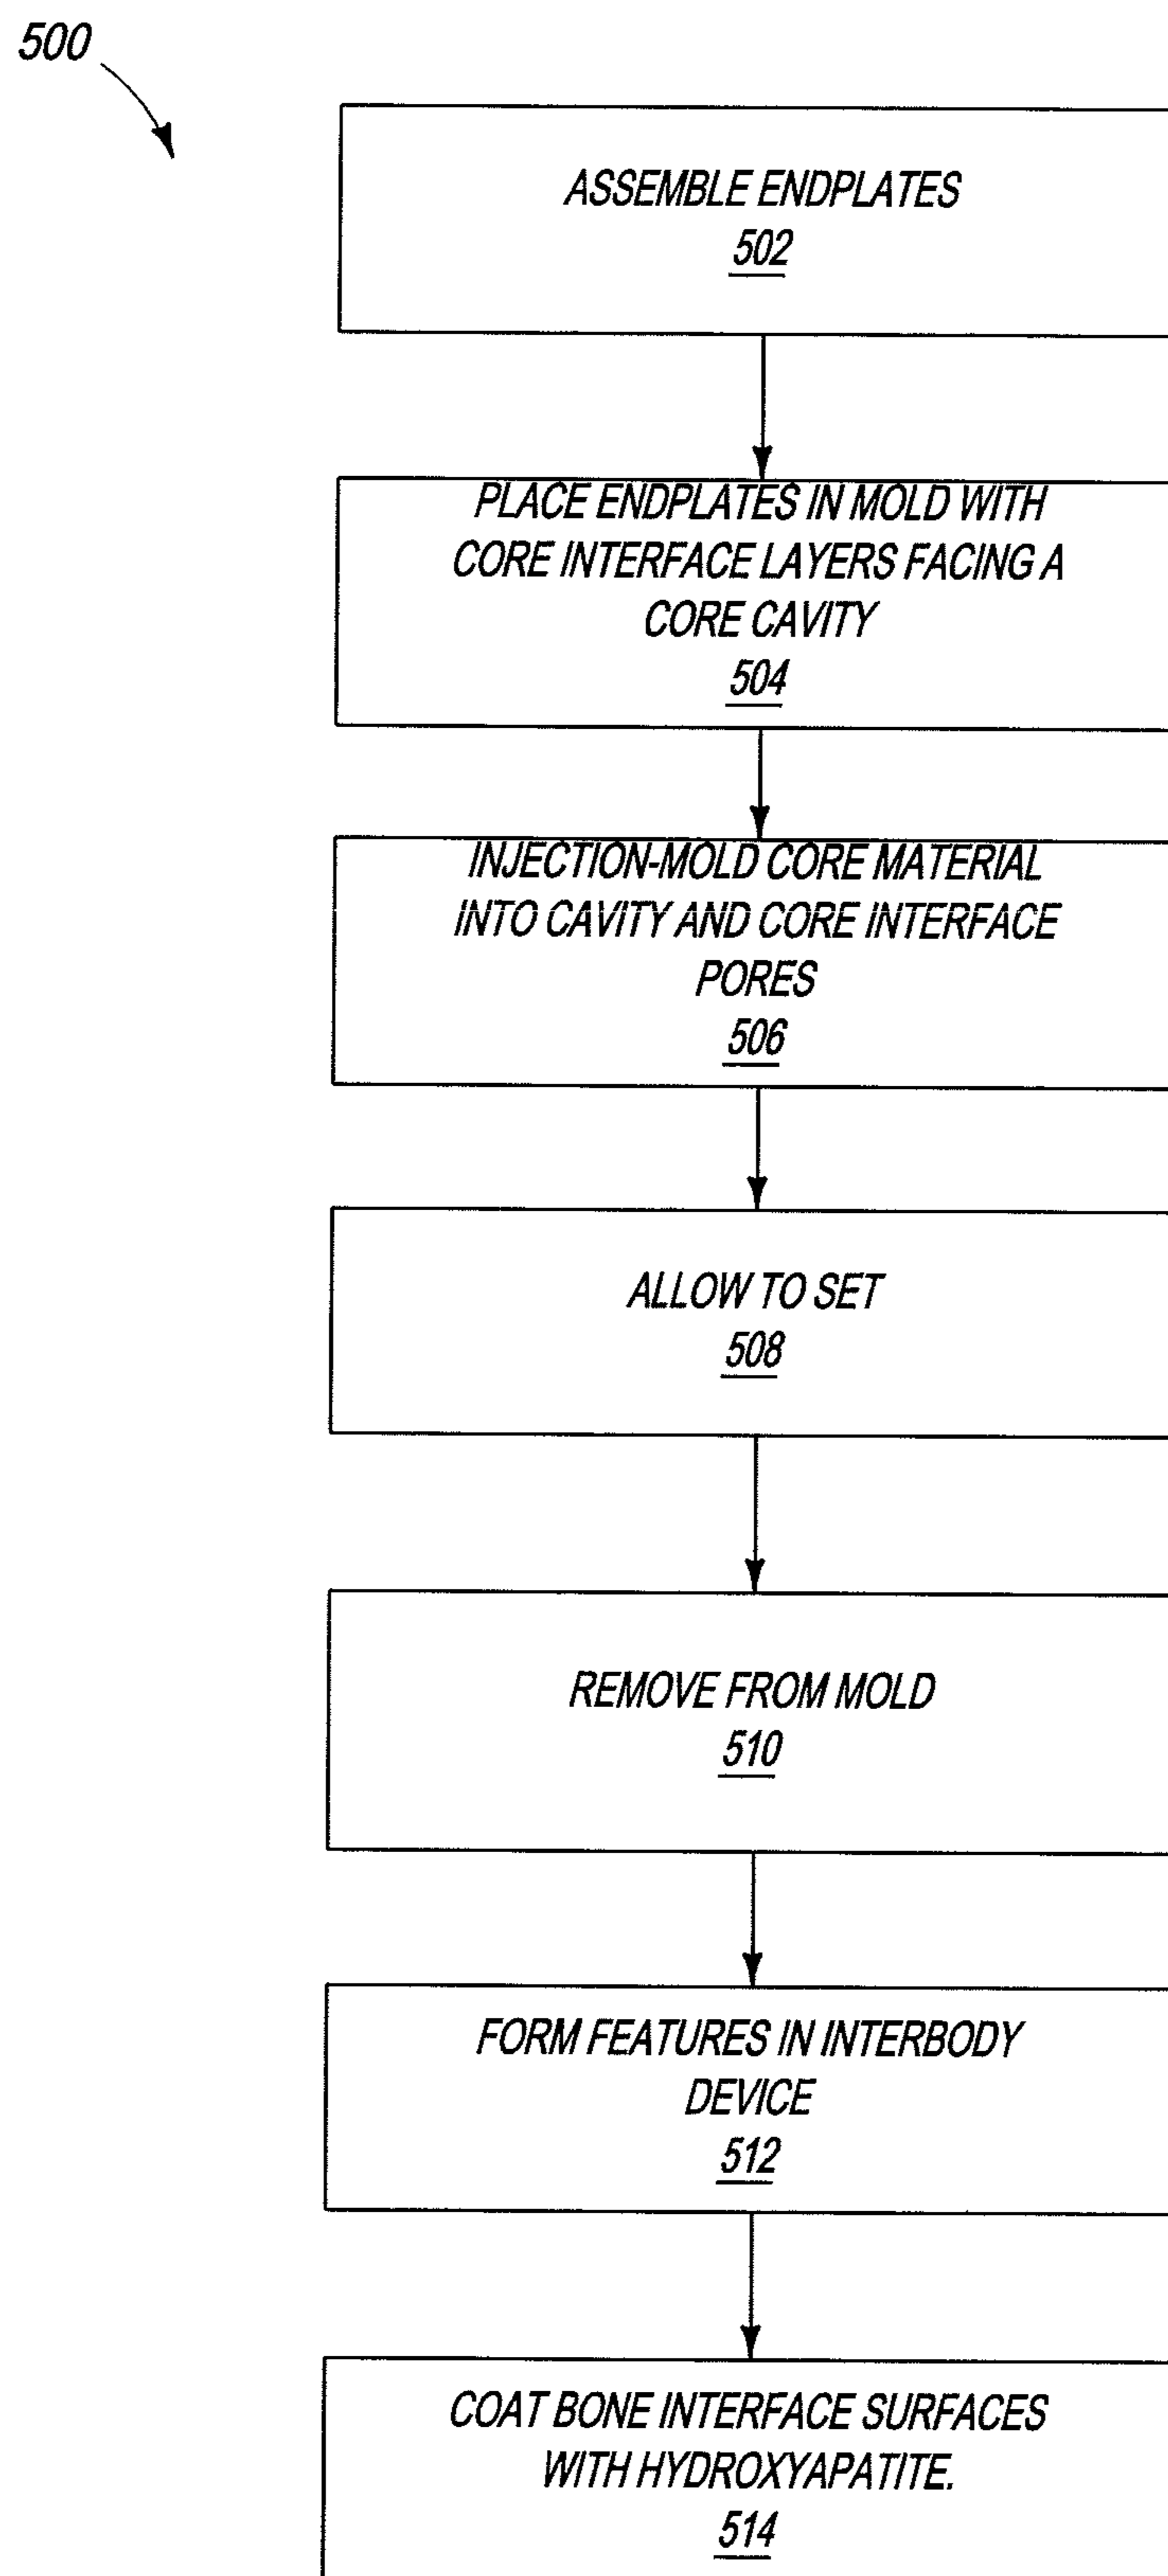 500
ASSEMBLE ENDPLATES
502
PLACE ENDPLATES IN MOLD WITH
CORE INTERFACE LAYERS FACING A
CORE CAVITY
504
INJECTION-MOLD CORE MATERIAL
INTO CAVITY AND CORE INTERFACE
PORES
506
ALLOW TO SET
508
REMOVE FROM MOLD
510
FORM FEATURES IN INTERBODY
DEVICE
512
COAT BONE INTERFACE SURFACES
WITH HYDROXYAPATITE.
514